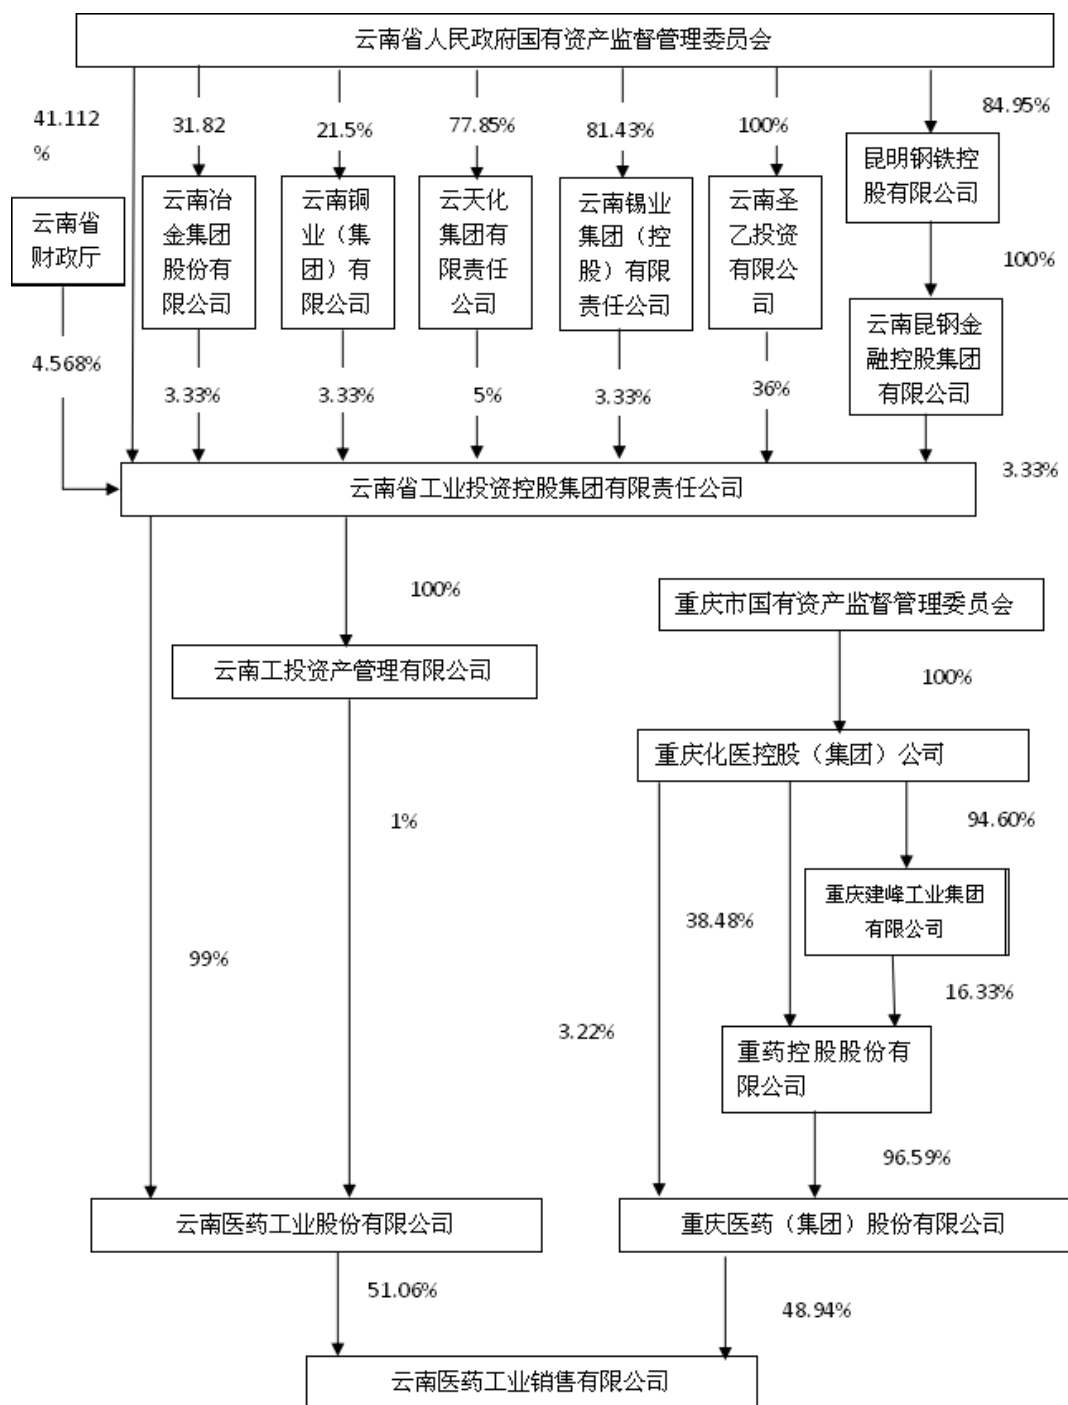 云南省人民政府国有资产监督管理委员会
41.112
%
31.82
21.5%
77.85%
81.43%
100%
84.95%
云南省
财政厅
云南冶
金集团
股份有
限公司
云南铜
业（集
团）有
限公司
云天化
集团有
限责任
公司
云南锡业
集团（控
股）有限
责任公司
云南圣
乙投资
有限公
司
昆明钢铁控
股有限公司
100%
云南昆钢金
融控股集团
有限公司
4.568%
3.33%
3.33%
5%
3.33%
36%
3.33%
云南省工业投资控股集团有限责任公司
100%
重庆市国有资产监督管理委员会
云南工投资产管理有限公司
100%
重庆化医控股（集团）公司
1%
94.60%
重庆建峰工业集团
有限公司
38.48%
99%
16.33%
3.22%
重药控股股份有
限公司
96.59%
云南医药工业股份有限公司
重庆医药（集团）股份有限公司
51.06%
48.94%
云南医药工业销售有限公司